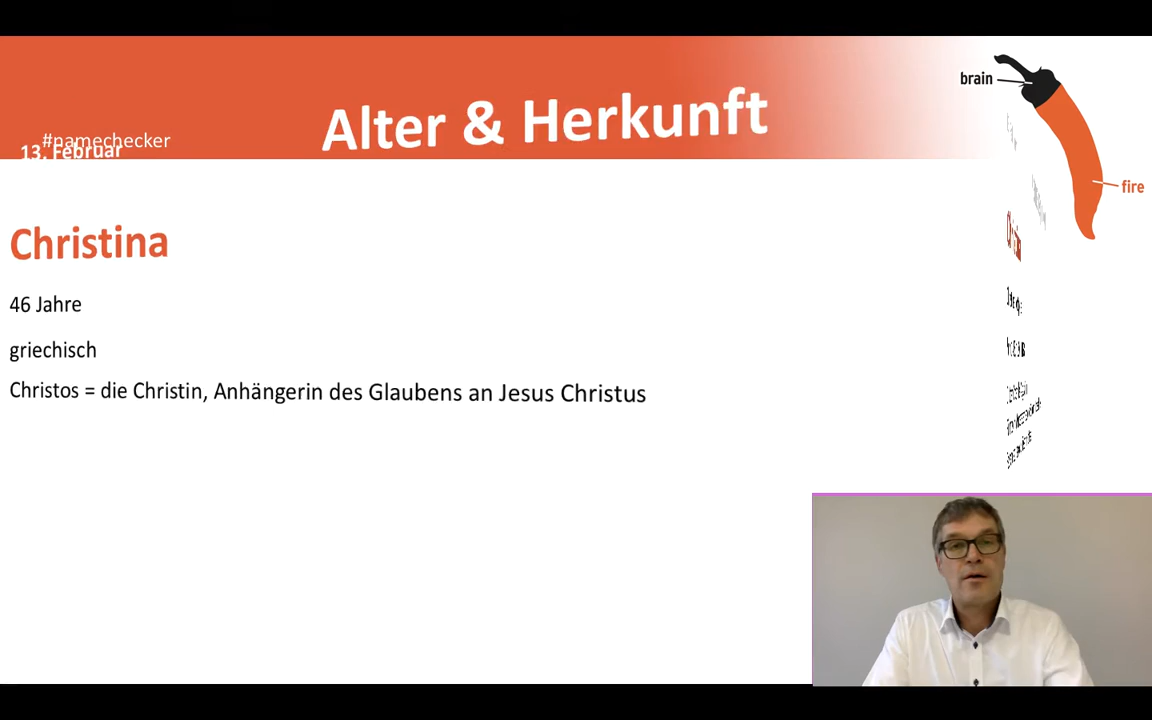 Alter & Herkunft
#namechecker
13. Februar
brain
fire
Christina
46 Jahre
griechisch
Christos = die Christin, Anhängerin des Glaubens an Jesus Christus